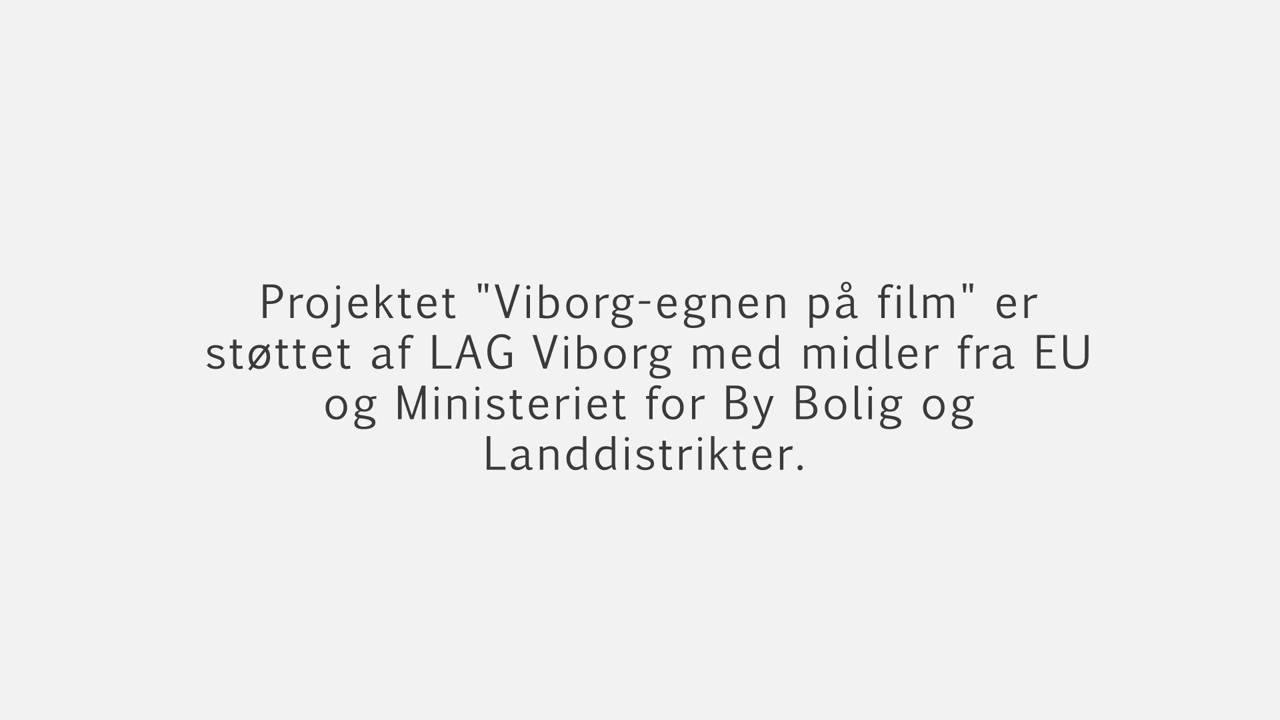 Projektet "Viborg-egnen på film" er
støttet af LAG Viborg med midler fra EU
og Ministeriet for By Bolig og
Landdistrikter.